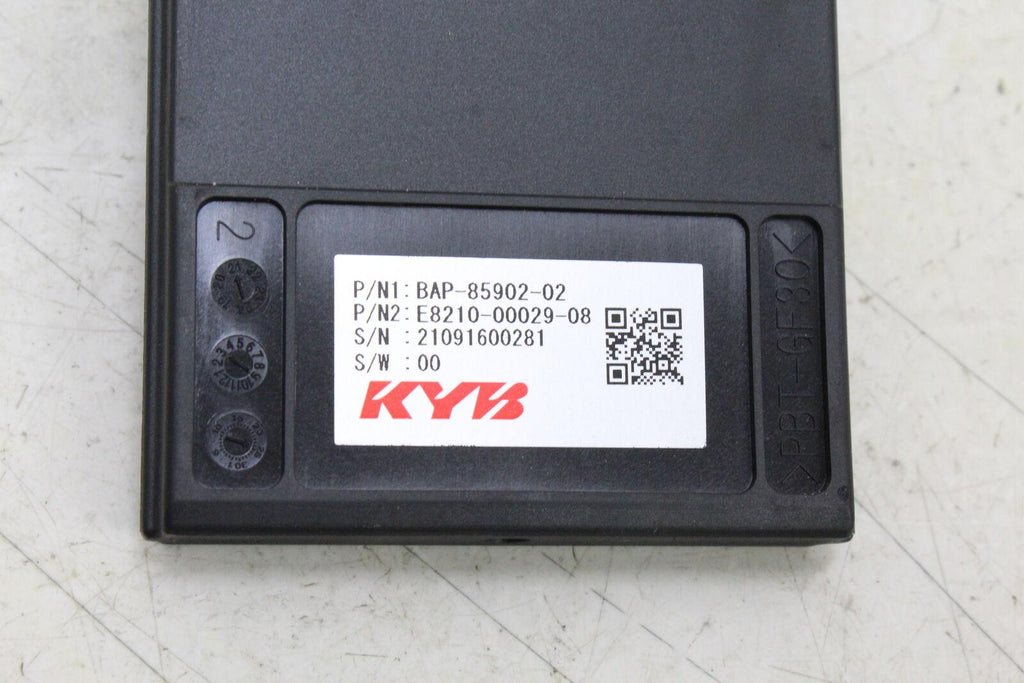 P/N1:BAP-85902-02
P/N2:E8210-00029-08
S/N :21091600281
S/W :00
KYB
2
>PBT-GF30<